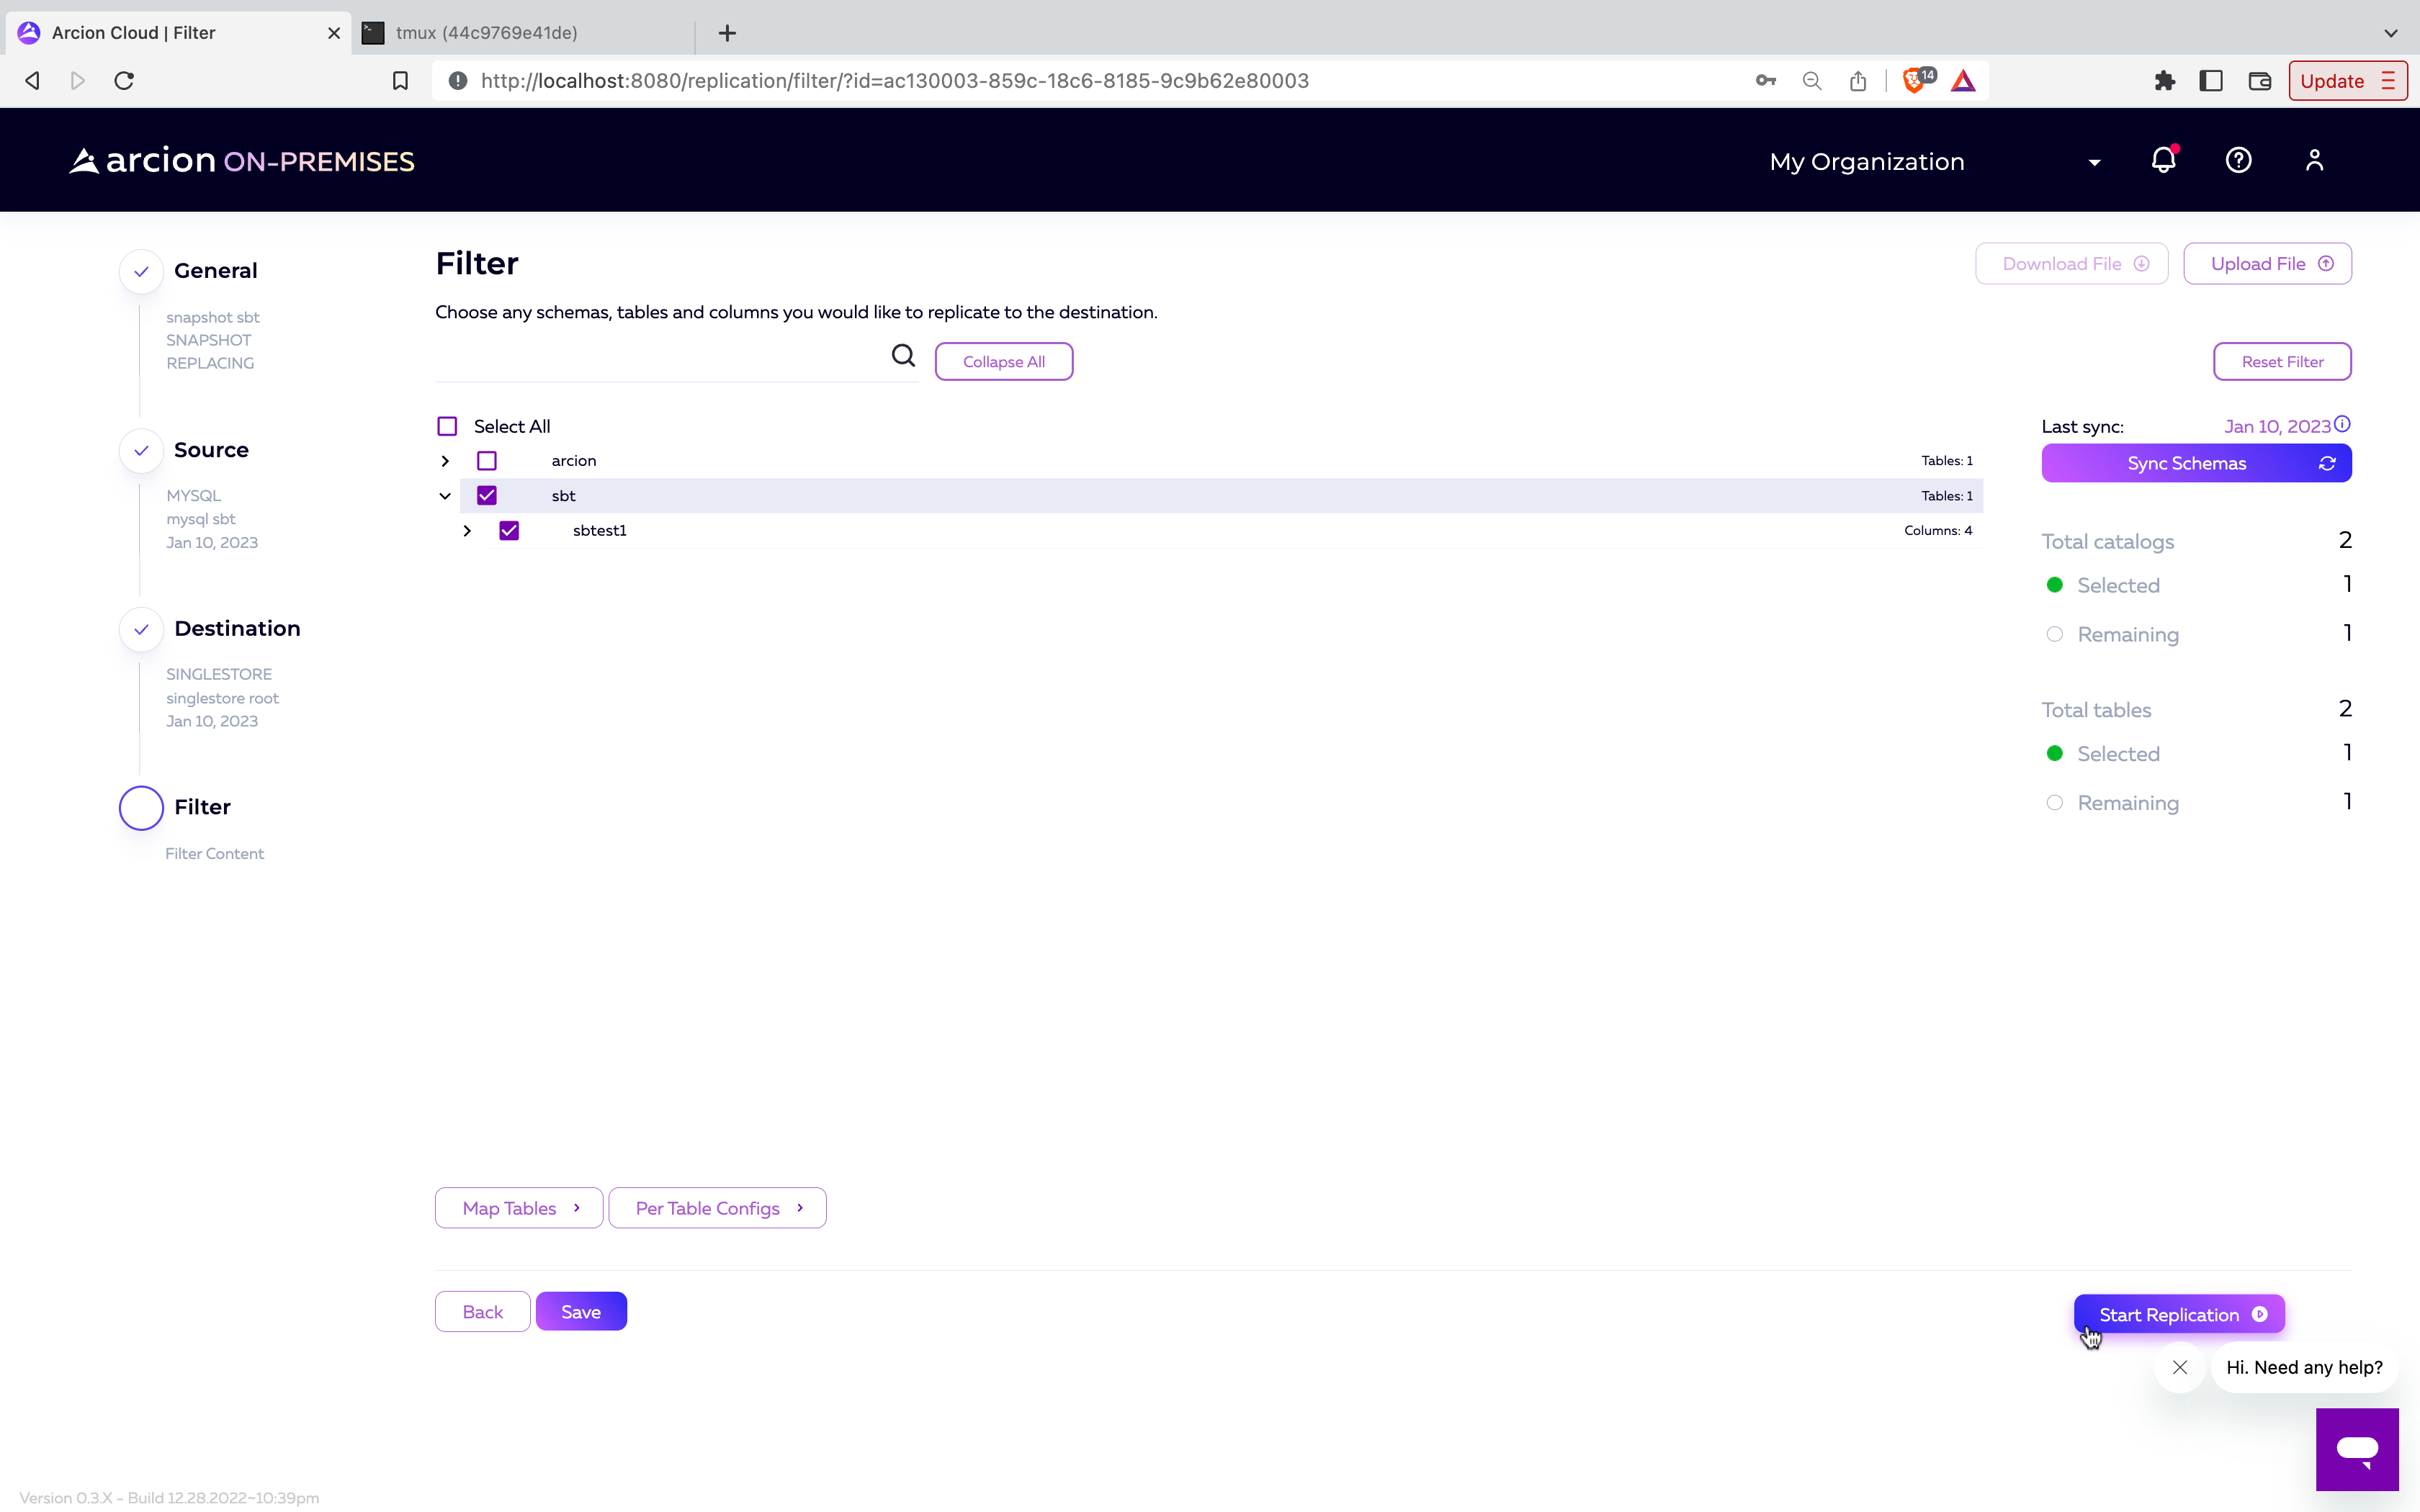 Arcion Cloud | Filter
tmux (44c9769e41de)
http://localhost:8080/replication/filter/?id=ac130003-859c-18c6-8185-9c9b62e80003
14
Update
arcion ON-PREMISES
My Organization
General
snapshot sbt
SNAPSHOT
REPLACING
Source
MYSQL
mysql sbt
Jan 10, 2023
Destination
SINGLESTORE
singlestore root
Jan 10, 2023
Filter
Filter Content
Filter
Download File
Upload File
Choose any schemas, tables and columns you would like to replicate to the destination.
Collapse All
Reset Filter
Select All
arcion Tables: 1
sbt Tables: 1
sbtest1 Columns: 4
Last sync: Jan 10, 2023
Sync Schemas
Total catalogs 2
Selected 1
Remaining 1
Total tables 2
Selected 1
Remaining 1
Map Tables
Per Table Configs
Back
Save
Start Replication
Hi. Need any help?
Version 0.3.X - Build 12.28.2022~10:39pm